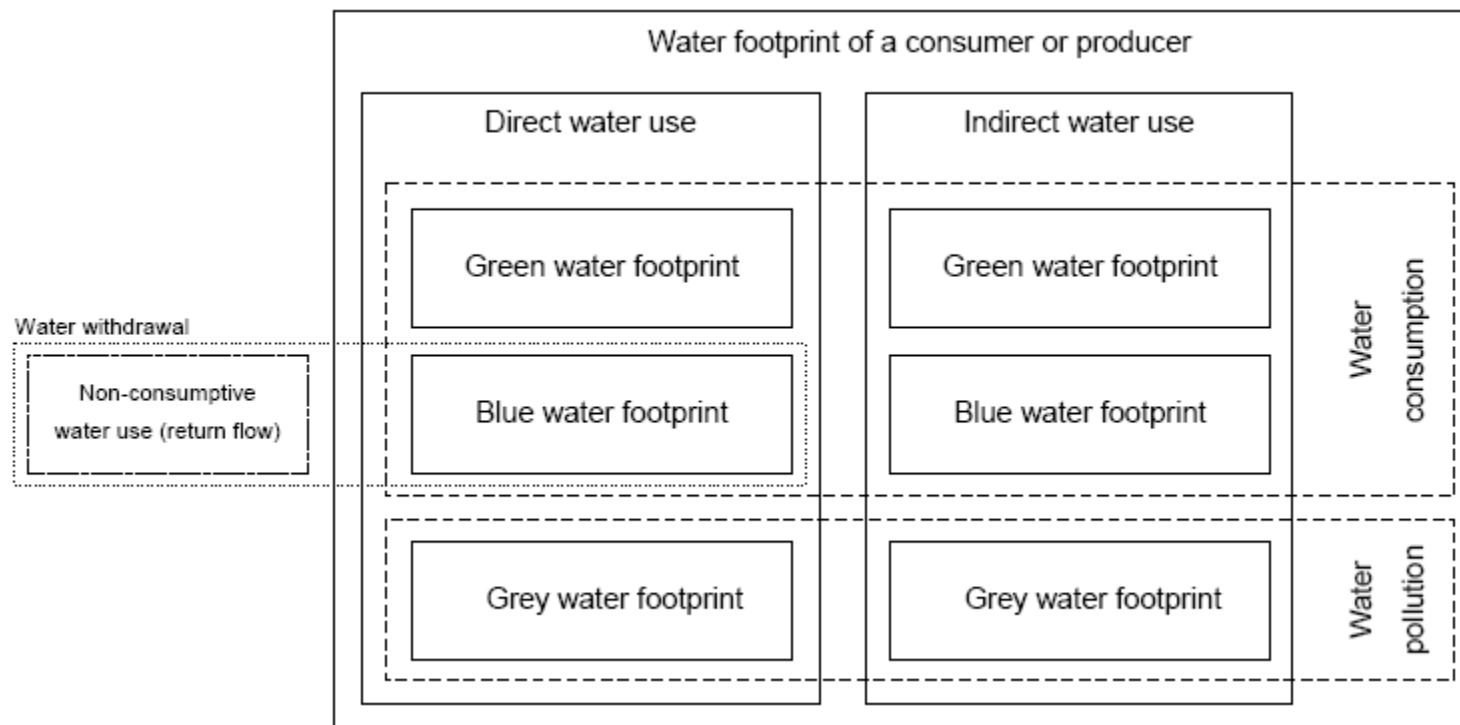 Water footprint of a consumer or producer
Direct water use
Indirect water use
Green water footprint
Green water footprint
Water withdrawal
Non-consumptive
water use (return flow)
Blue water footprint
Blue water footprint
Water
consumption
Grey water footprint
Grey water footprint
Water
pollution